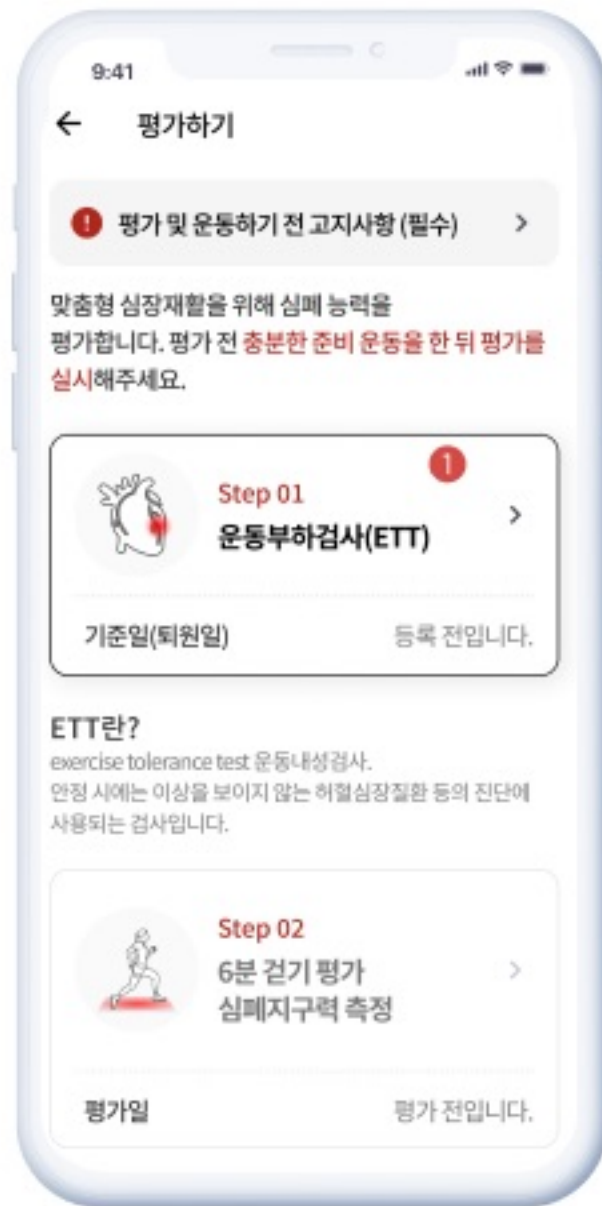 9:41
평가하기
평가 및 운동하기 전 고지사항 (필수)
맞춤형 심장재활을 위해 심폐 능력을
평가합니다. 평가 전 충분한 준비 운동을 한 뒤 평가를
실시해주세요.
1
Step 01
운동부하검사(ETT)
기준일(퇴원일) 등록 전입니다.
ETT란?
exercise tolerance test 운동내성검사.
안정 시에는 이상을 보이지 않는 허혈심장질환 등의 진단에
사용되는 검사입니다.
Step 02
6분 걷기 평가
심폐지구력 측정
평가일 평가 전입니다.